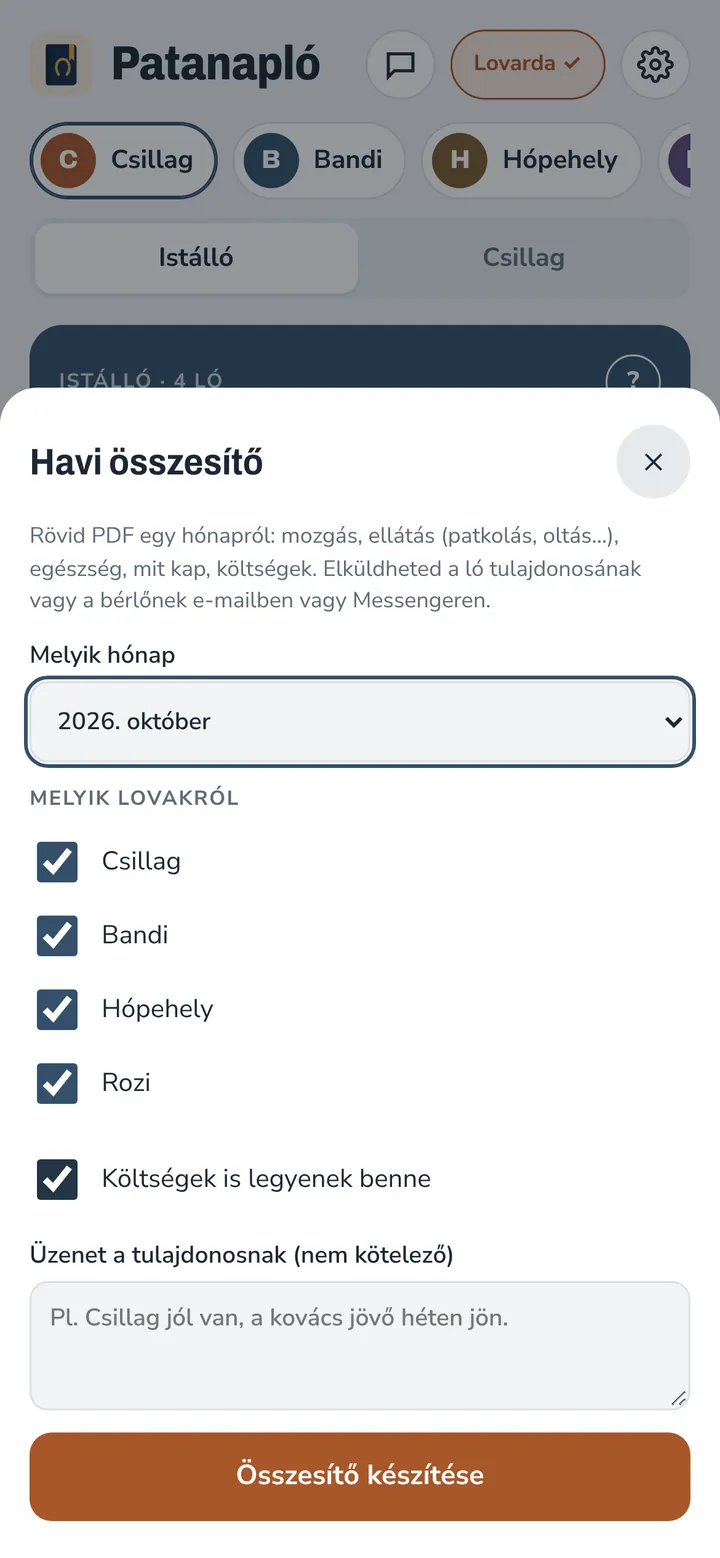 Patanapló
Lovarda ✓
C Csillag
B Bandi
H Hópehely
Istálló
Csillag
ISTÁLLÓ · 4 LÓ
?
Havi összesítő
Rövid PDF egy hónapról: mozgás, ellátás (patkolás, oltás…),
egészség, mit kap, költségek. Elküldheted a ló tulajdonosának
vagy a bérlőnek e-mailben vagy Messengeren.
Melyik hónap
2026. október
MELYIK LOVAKRÓL
Csillag
Bandi
Hópehely
Rozi
Költségek is legyenek benne
Üzenet a tulajdonosnak (nem kötelező)
Pl. Csillag jól van, a kovács jövő héten jön.
Összesítő készítése